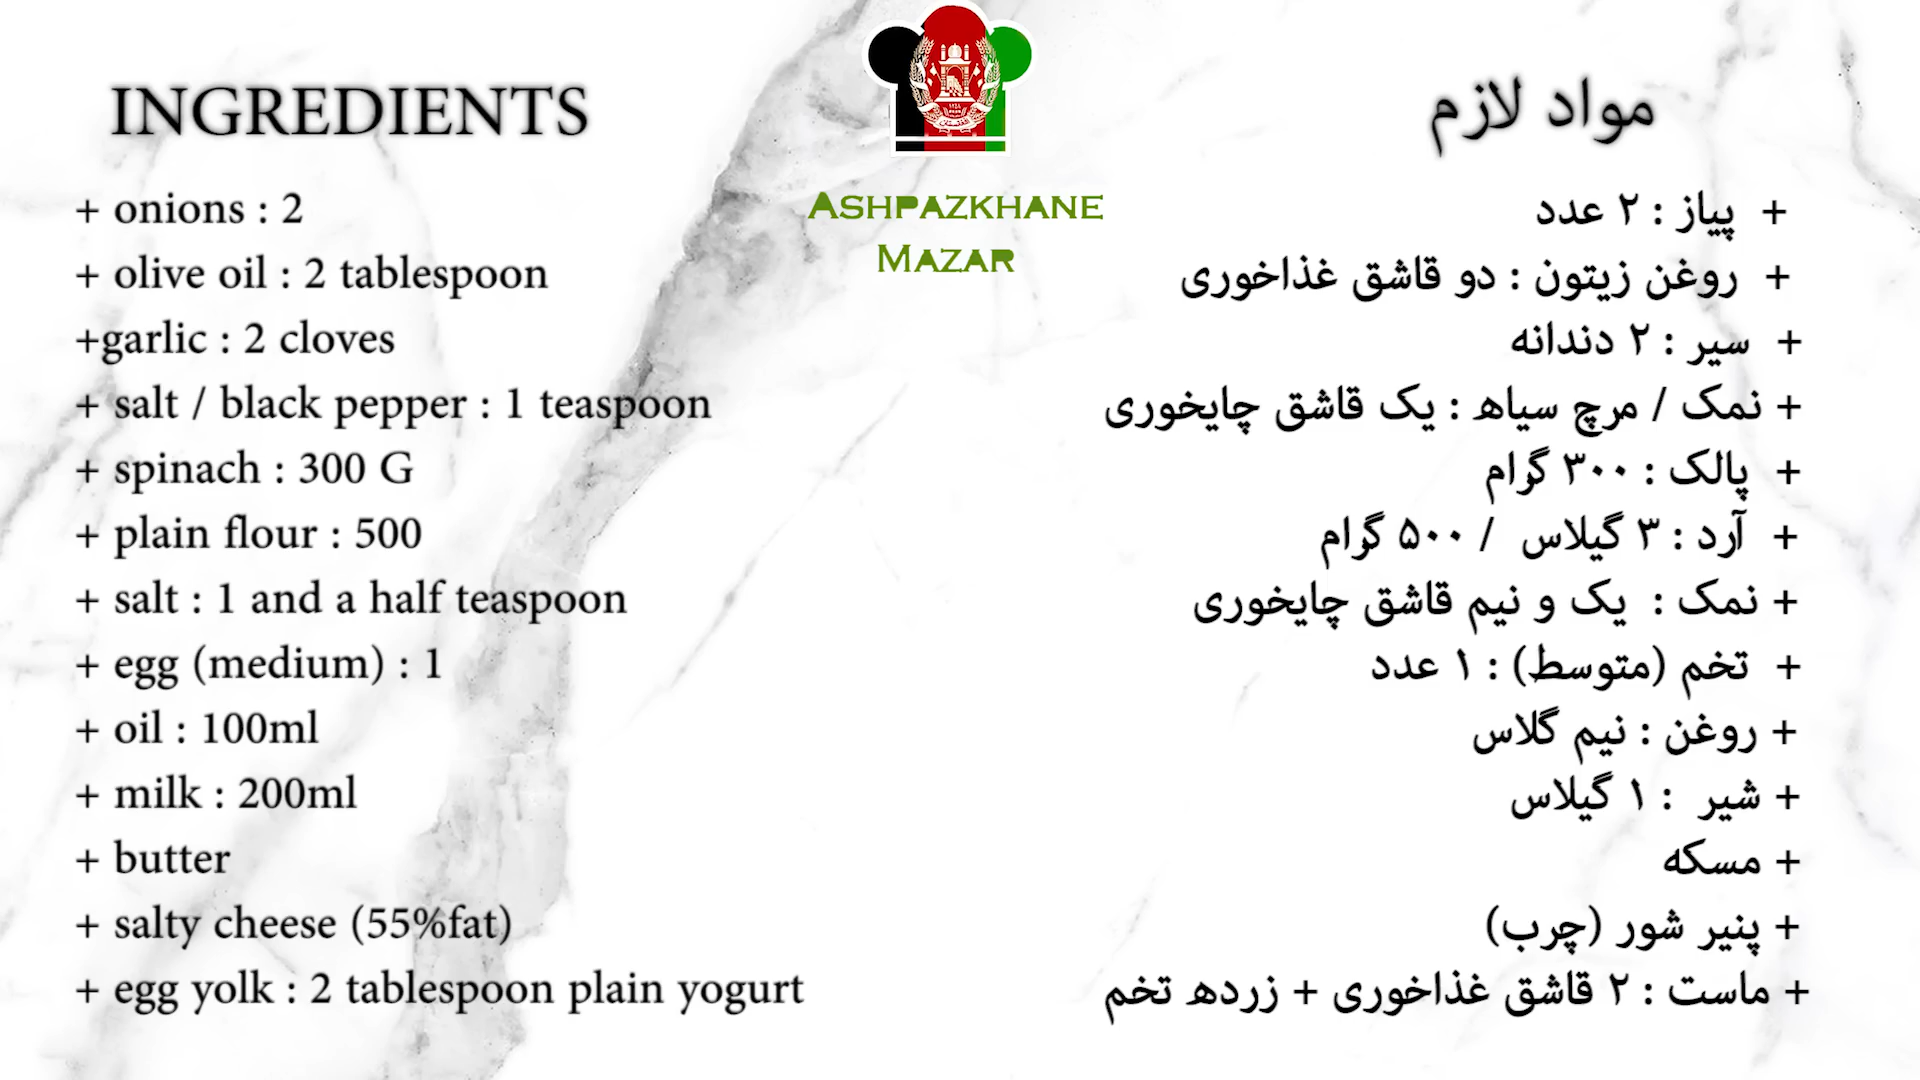 INGREDIENTS
+ onions : 2
+ olive oil : 2 tablespoon
+garlic : 2 cloves
+ salt / black pepper : 1 teaspoon
+ spinach : 300 G
+ plain flour : 500
+ salt : 1 and a half teaspoon
+ egg (medium) : 1
+ oil : 100ml
+ milk : 200ml
+ butter
+ salty cheese (55%fat)
+ egg yolk : 2 tablespoon plain yogurt
ASHPAZKHANE
MAZAR
مواد لازم
+ پیاز : ۲ عدد
+ روغن زیتون : دو قاشق غذاخوری
+ سیر : ۲ دندانه
+ نمک / مرچ سیاه : یک قاشق چایخوری
+ پالک : ۳۰۰ گرام
+ آرد : ۳ گیلاس / ۵۰۰ گرام
+ نمک : یک و نیم قاشق چایخوری
+ تخم (متوسط) : ۱ عدد
+ روغن : نیم گلاس
+ شیر : ۱ گیلاس
+ مسکه
+ پنیر شور (چرب)
+ ماست : ۲ قاشق غذاخوری + زرده تخم